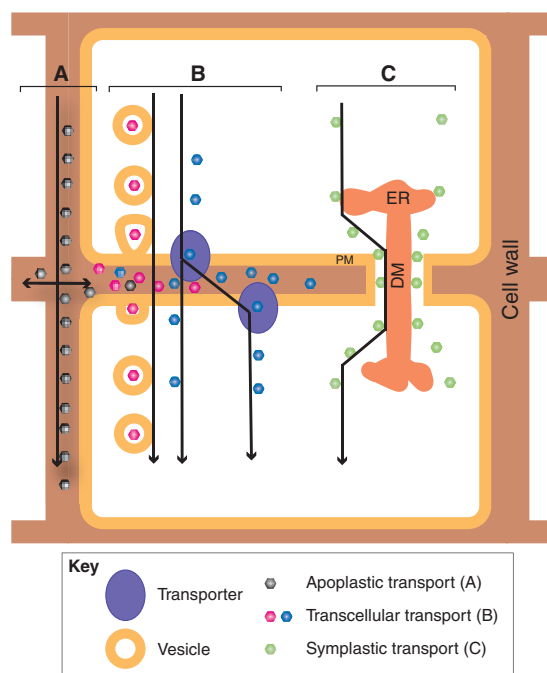 A
B
C
ER
PM
DM
Cell wall
Key
Transporter
Vesicle
Apoplastic transport (A)
Transcellular transport (B)
Symplastic transport (C)